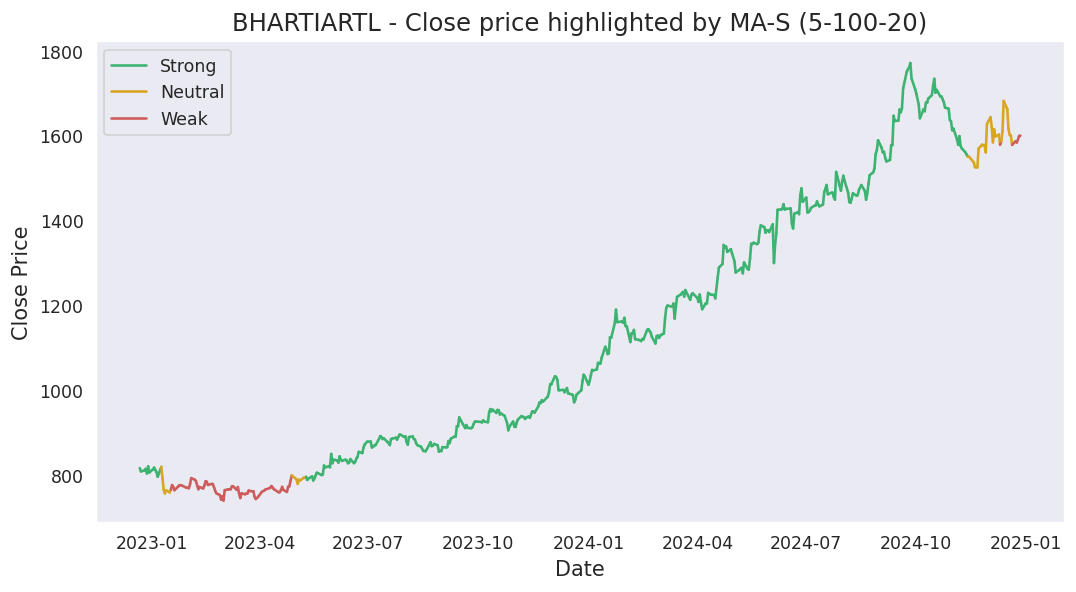 BHARTIARTL - Close price highlighted by MA-S (5-100-20)
Strong
Neutral
Weak
Close Price
1800
1600
1400
1200
1000
800
2023-01 2023-04 2023-07 2023-10 2024-01 2024-04 2024-07 2024-10 2025-01
Date